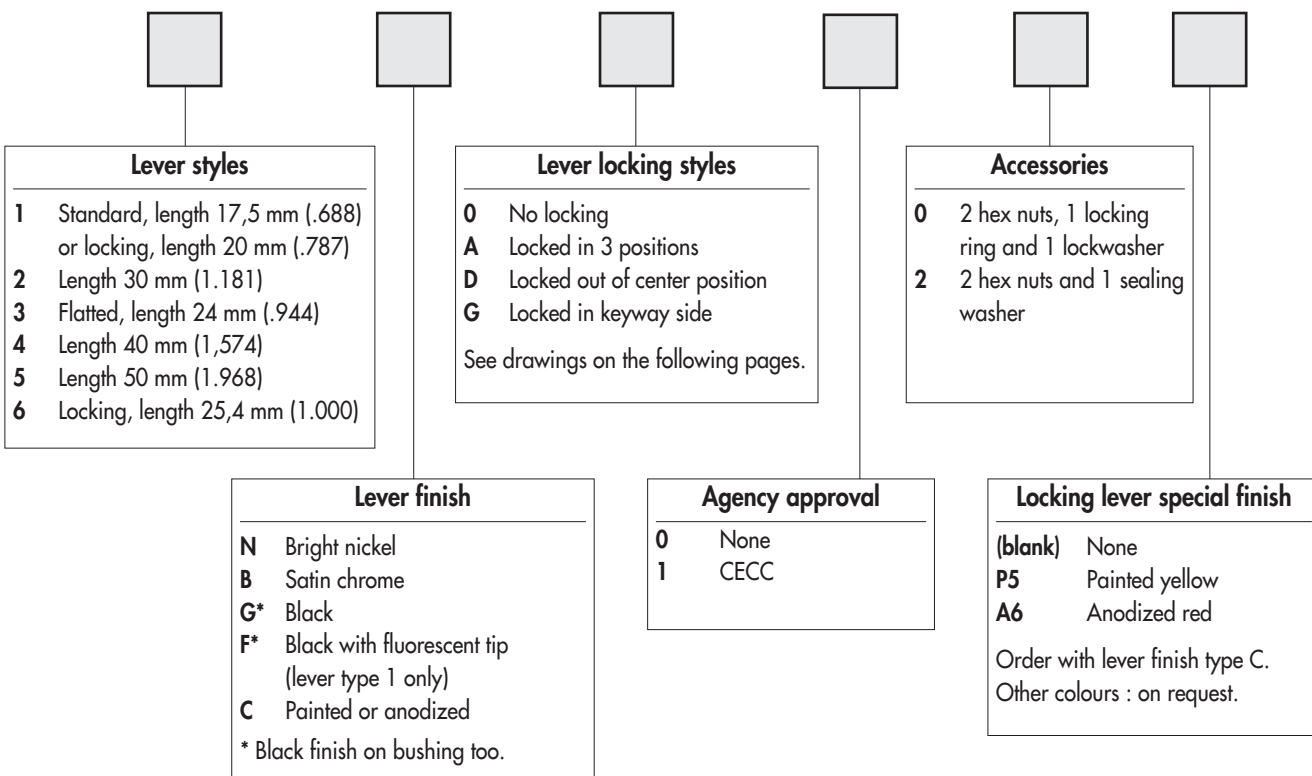 Lever styles
1 Standard, length 17,5 mm (.688)
or locking, length 20 mm (.787)
2 Length 30 mm (1.181)
3 Flatted, length 24 mm (.944)
4 Length 40 mm (1,574)
5 Length 50 mm (1.968)
6 Locking, length 25,4 mm (1.000)
Lever locking styles
0 No locking
A Locked in 3 positions
D Locked out of center position
G Locked in keyway side
See drawings on the following pages.
Accessories
0 2 hex nuts, 1 locking
ring and 1 lockwasher
2 2 hex nuts and 1 sealing
washer
Lever finish
N Bright nickel
B Satin chrome
G* Black
F* Black with fluorescent tip
(lever type 1 only)
C Painted or anodized
* Black finish on bushing too.
Agency approval
0 None
1 CECC
Locking lever special finish
(blank) None
P5 Painted yellow
A6 Anodized red
Order with lever finish type C.
Other colours : on request.